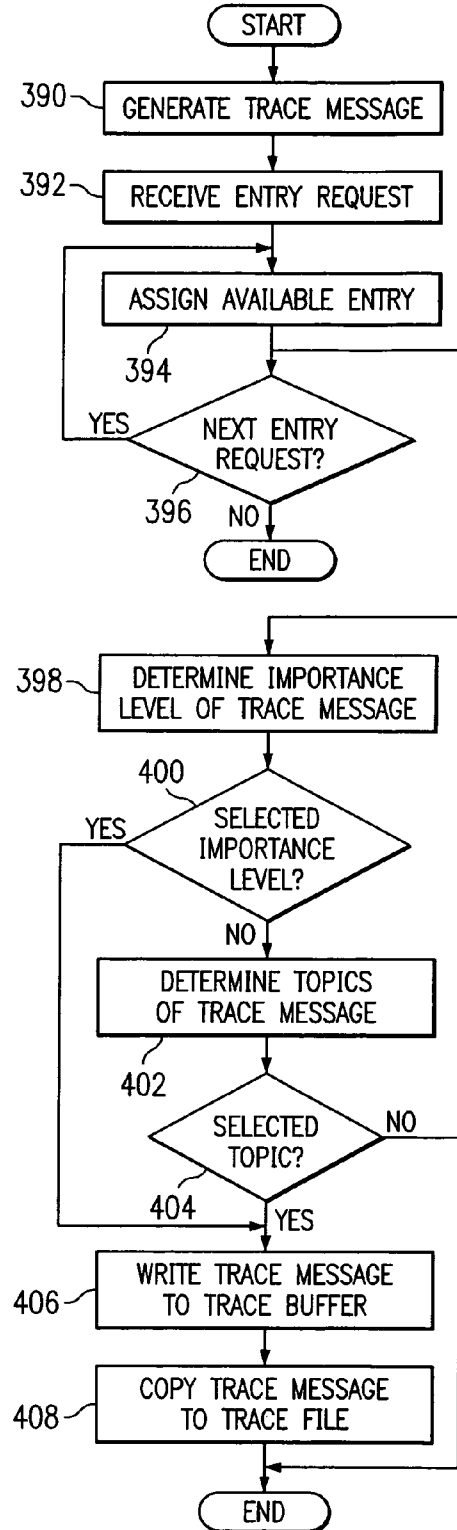 START
390
GENERATE TRACE MESSAGE
392
RECEIVE ENTRY REQUEST
ASSIGN AVAILABLE ENTRY
394
YES
NEXT ENTRY
REQUEST?
396
NO
END
398
DETERMINE IMPORTANCE
LEVEL OF TRACE MESSAGE
400
YES
SELECTED
IMPORTANCE
LEVEL?
NO
DETERMINE TOPICS
OF TRACE MESSAGE
402
NO
SELECTED
TOPIC?
404
YES
WRITE TRACE MESSAGE
TO TRACE BUFFER
406
COPY TRACE MESSAGE
TO TRACE FILE
408
END